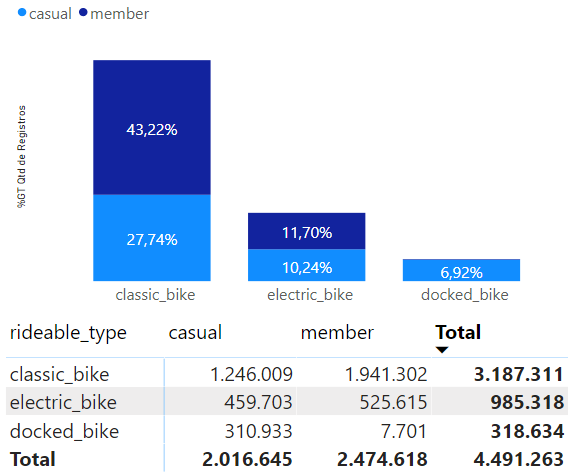 casual member
%GT Qtd de Registros
43,22%
27,74%
11,70%
10,24%
6,92%
classic_bike electric_bike docked_bike
rideable_type casual member Total
classic_bike 1.246.009 1.941.302 3.187.311
electric_bike 459.703 525.615 985.318
docked_bike 310.933 7.701 318.634
Total 2.016.645 2.474.618 4.491.263